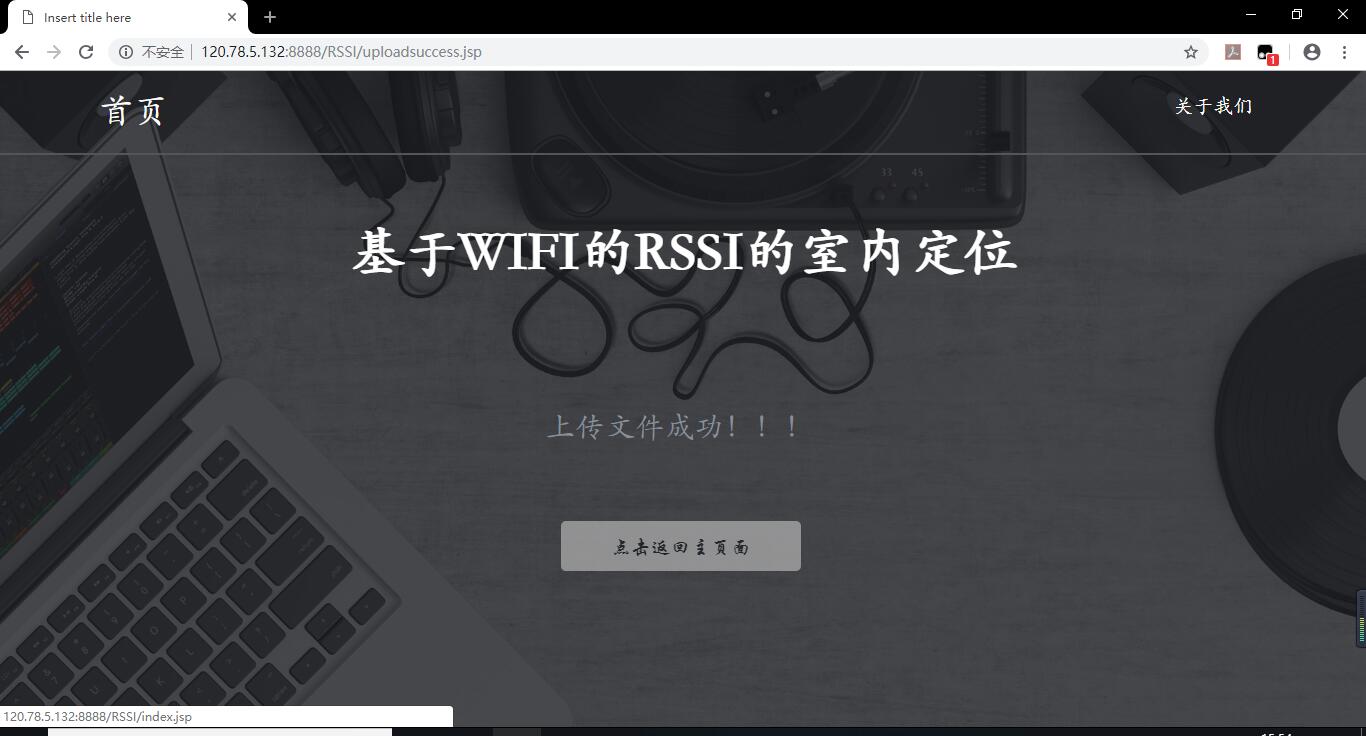 Insert title here
不安全 120.78.5.132:8888/RSSI/uploadsuccess.jsp
1
首页
关于我们
33 45
基于WIFI的RSSI的室内定位
上传文件成功！！！
点击返回主页面
120.78.5.132:8888/RSSI/index.jsp